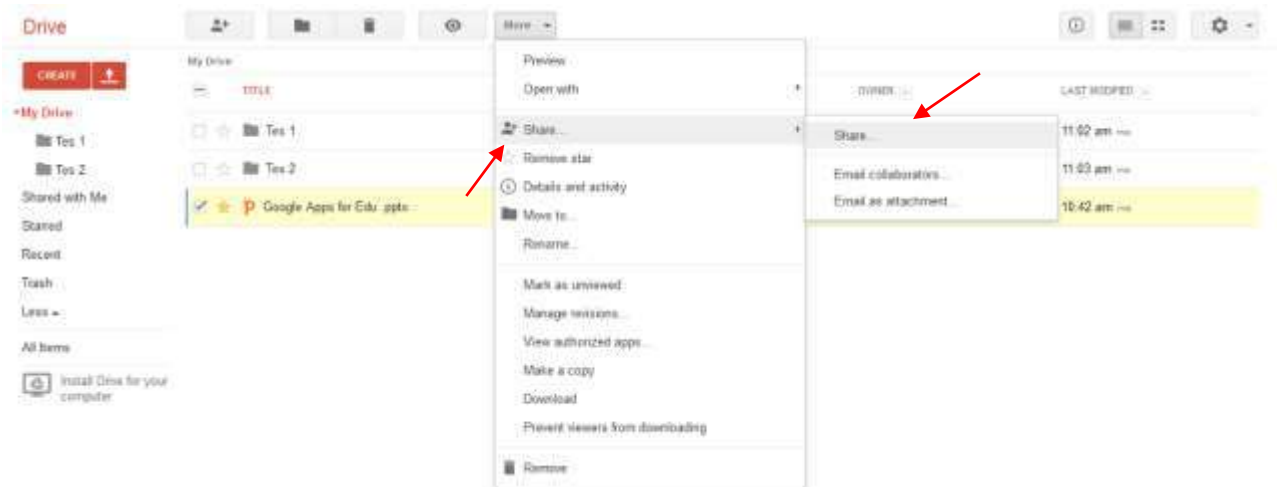 Drive
More
CREATE
My Drive
Tes 1
Tes 2
Shared with Me
Starred
Recent
Trash
Less
All items
Install Drive for your
computer
My Drive
TITLE
OWNER
LAST MODIFIED
Tes 1
11:02 am
Tes 2
11:03 am
Google Apps for Edu .pptx
10:42 am
Preview
Open with
Share...
Remove star
Details and activity
Move to...
Rename...
Mark as unviewed
Manage revisions...
View authorized apps...
Make a copy
Download
Prevent viewers from downloading
Remove
Share...
Email collaborators...
Email as attachment...